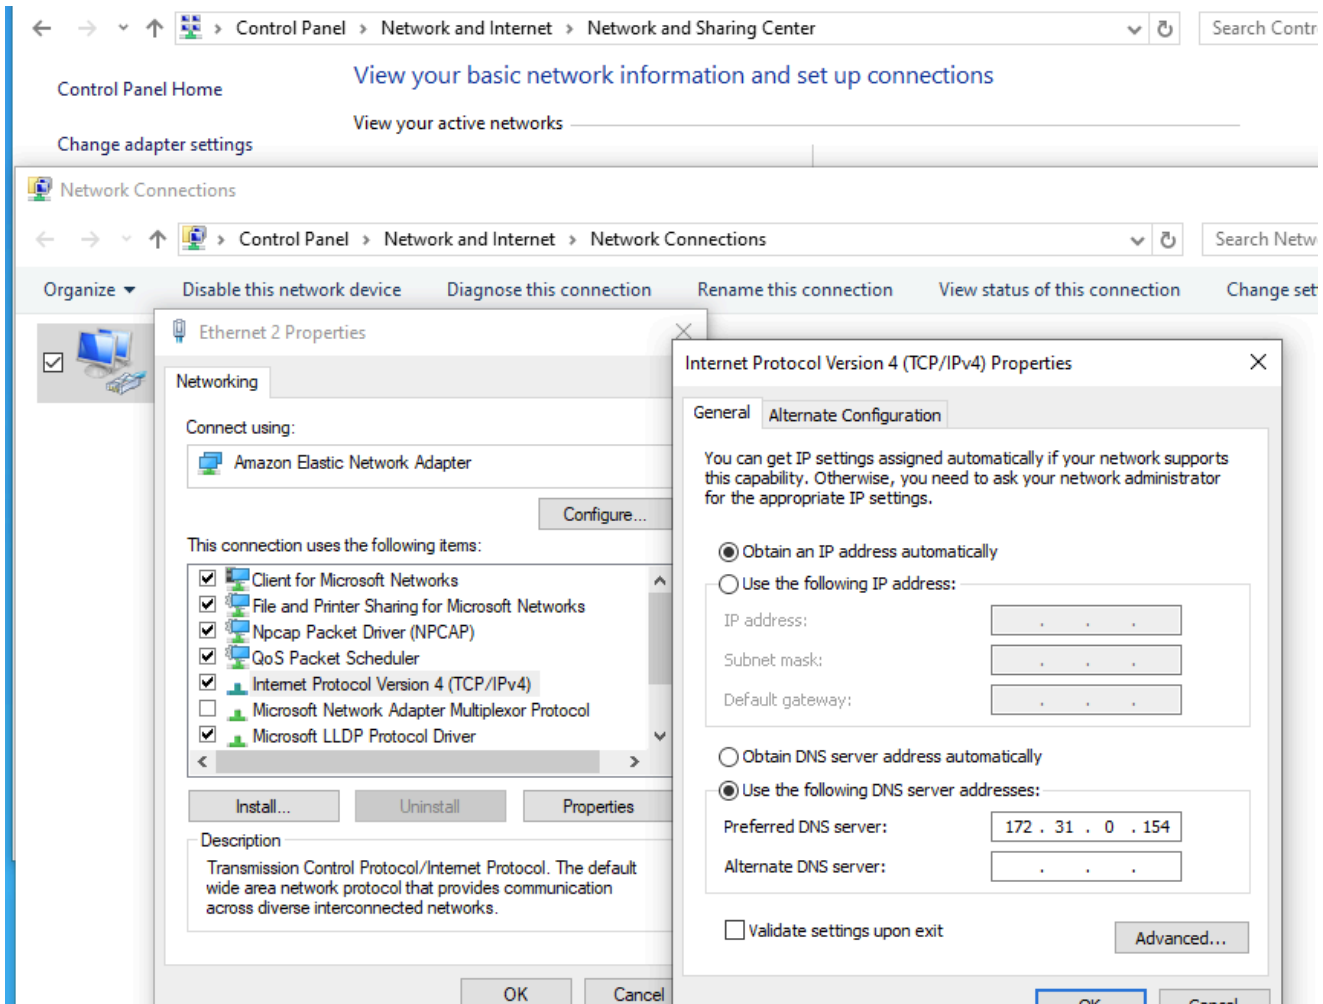 Control Panel > Network and Internet > Network and Sharing Center
Search Contr
Control Panel Home
View your basic network information and set up connections
View your active networks
Change adapter settings
Network Connections
Control Panel > Network and Internet > Network Connections
Search Netw
Organize
Disable this network device
Diagnose this connection
Rename this connection
View status of this connection
Change set
Ethernet 2 Properties
Networking
Connect using:
Amazon Elastic Network Adapter
Configure...
This connection uses the following items:
Client for Microsoft Networks
File and Printer Sharing for Microsoft Networks
Npcap Packet Driver (NPCAP)
QoS Packet Scheduler
Internet Protocol Version 4 (TCP/IPv4)
Microsoft Network Adapter Multiplexor Protocol
Microsoft LLDP Protocol Driver
Install...
Uninstall
Properties
Description
Transmission Control Protocol/Internet Protocol. The default
wide area network protocol that provides communication
across diverse interconnected networks.
OK
Cancel
Internet Protocol Version 4 (TCP/IPv4) Properties
General
Alternate Configuration
You can get IP settings assigned automatically if your network supports
this capability. Otherwise, you need to ask your network administrator
for the appropriate IP settings.
Obtain an IP address automatically
Use the following IP address:
IP address:
Subnet mask:
Default gateway:
Obtain DNS server address automatically
Use the following DNS server addresses:
Preferred DNS server:
172 . 31 . 0 . 154
Alternate DNS server:
Validate settings upon exit
Advanced...
OK
Cancel